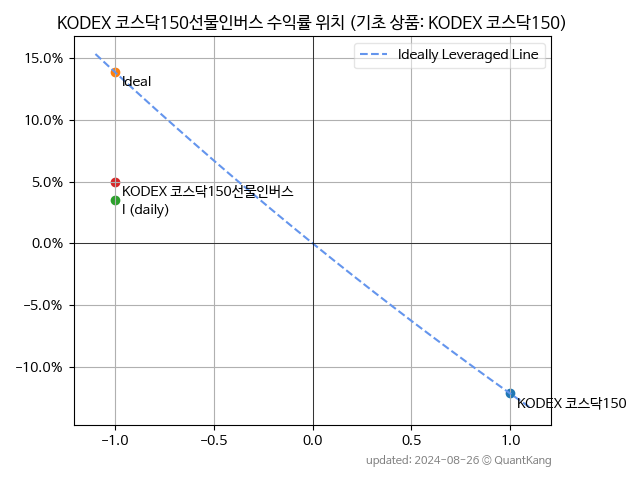 KODEX 코스닥150선물인버스 수익률 위치 (기초 상품: KODEX 코스닥150)
Ideally Leveraged Line
15.0%
Ideal
10.0%
5.0%
KODEX 코스닥150선물인버스
I (daily)
0.0%
−5.0%
−10.0%
KODEX 코스닥150
−1.0 −0.5 0.0 0.5 1.0
updated: 2024-08-26 © QuantKang